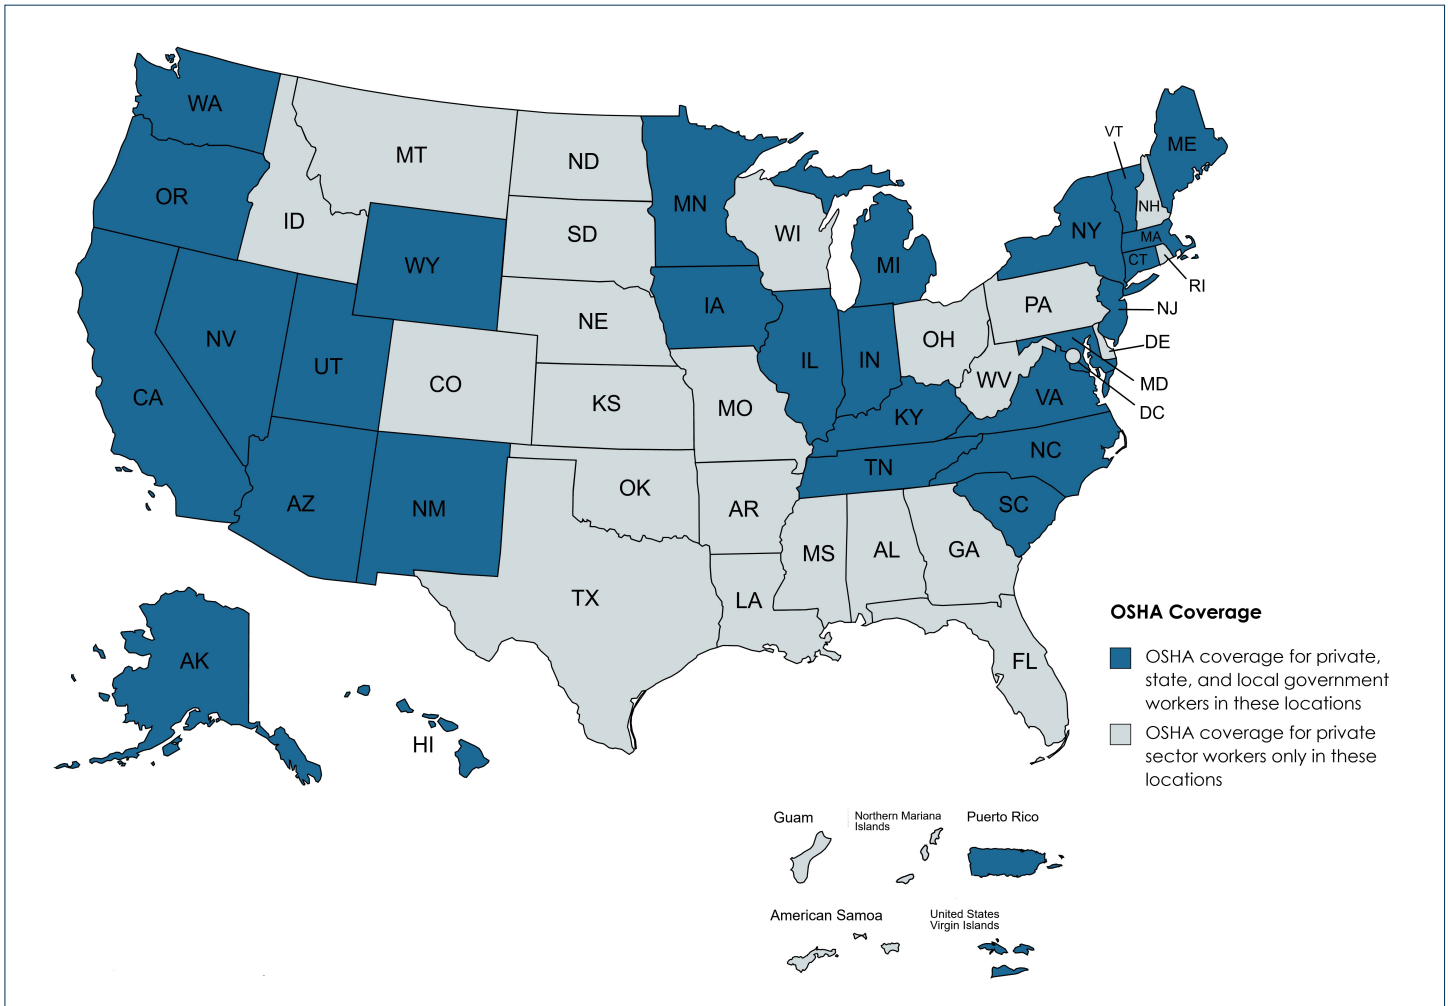 WA
MT
ND
MN
VT
ME
OR
ID
SD
WI
NH
NY
MA
WY
MI
CT
RI
IA
PA
NJ
NE
NV
OH
DE
UT
IL
IN
CO
WV
MD
CA
KS
MO
VA
DC
KY
NC
TN
AZ
NM
OK
AR
SC
MS
AL
GA
TX
LA
OSHA Coverage
AK
FL
OSHA coverage for private,
state, and local government
workers in these locations
HI
OSHA coverage for private
sector workers only in these
locations
Guam
Northern Mariana
Islands
Puerto Rico
American Samoa
United States
Virgin Islands